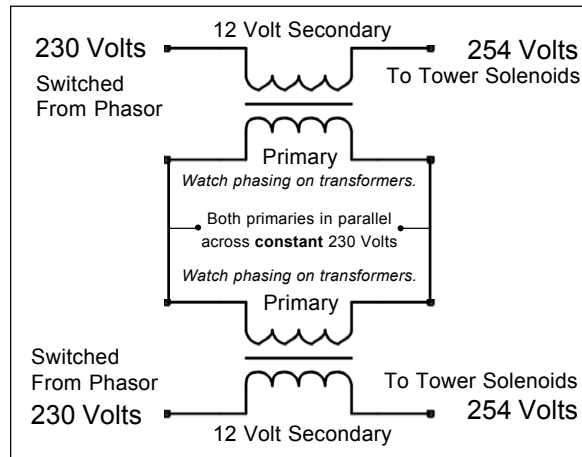 12 Volt Secondary
230 Volts
254 Volts
Switched
From Phasor
To Tower Solenoids
Primary
Watch phasing on transformers.
Both primaries in parallel
across constant 230 Volts
Watch phasing on transformers.
Primary
Switched
From Phasor
To Tower Solenoids
230 Volts
254 Volts
12 Volt Secondary